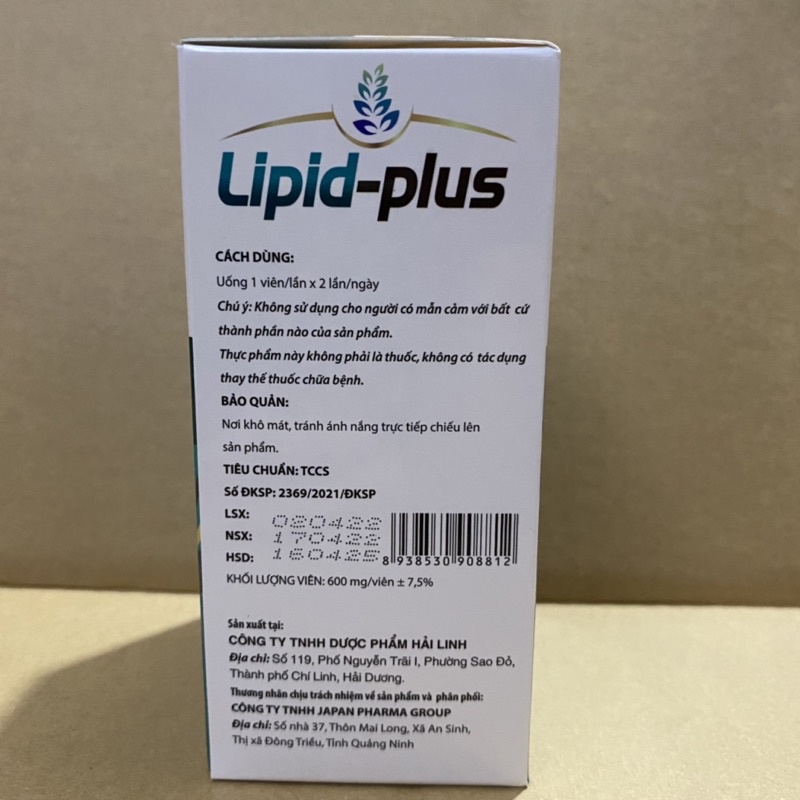 Lipid-plus
CÁCH DÙNG:
Uống 1 viên/lần x 2 lần/ngày
Chú ý: Không sử dụng cho người có mẫn cảm với bất cứ
thành phần nào của sản phẩm.
Thực phẩm này không phải là thuốc, không có tác dụng
thay thế thuốc chữa bệnh.
BẢO QUẢN:
Nơi khô mát, tránh ánh nắng trực tiếp chiếu lên
sản phẩm.
TIÊU CHUẨN: TCCS
Số ĐKSP: 2369/2021/ĐKSP
LSX: 020422
NSX: 170422
HSD: 160425
8 938530 908812
KHỐI LƯỢNG VIÊN: 600 mg/viên ± 7,5%
Sản xuất tại:
CÔNG TY TNHH DƯỢC PHẨM HẢI LINH
Địa chỉ: Số 119, Phố Nguyễn Trãi I, Phường Sao Đỏ,
Thành phố Chí Linh, Hải Dương.
Thương nhân chịu trách nhiệm về sản phẩm và phân phối:
CÔNG TY TNHH JAPAN PHARMA GROUP
Địa chỉ: Số nhà 37, Thôn Mai Long, Xã An Sinh,
Thị xã Đông Triều, Tỉnh Quảng Ninh